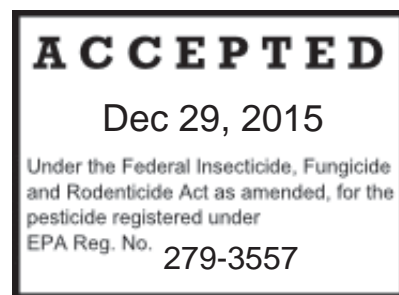 ACCEPTED
Dec 29, 2015
Under the Federal Insecticide, Fungicide
and Rodenticide Act as amended, for the
pesticide registered under
EPA Reg. No. 279-3557